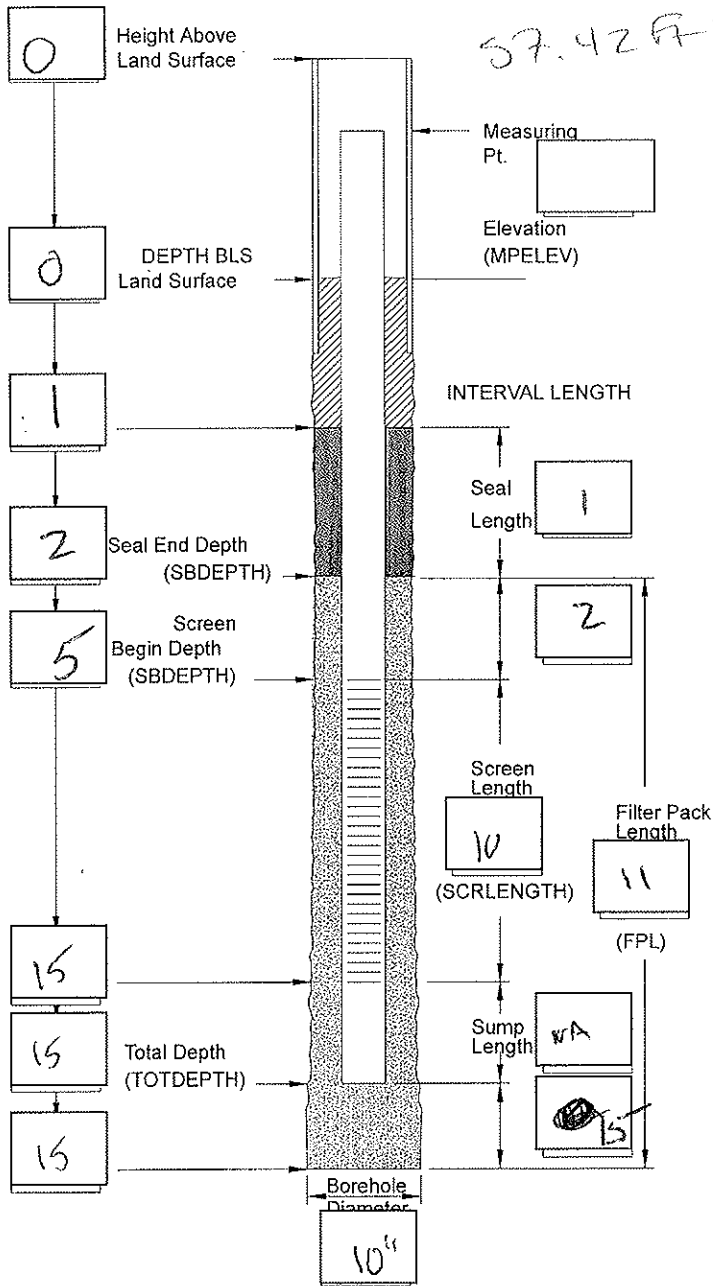 0
Height Above
Land Surface
57.42 FT
Measuring
Pt.
Elevation
(MPELEV)
0
DEPTH BLS
Land Surface
1
INTERVAL LENGTH
Seal
Length
1
2
Seal End Depth
(SBDEPTH)
2
5
Screen
Begin Depth
(SBDEPTH)
Screen
Length
10
(SCRLENGTH)
Filter Pack
Length
11
(FPL)
15
Sump
Length
NA
15
Total Depth
(TOTDEPTH)
15
15
Borehole
Diameter
10"